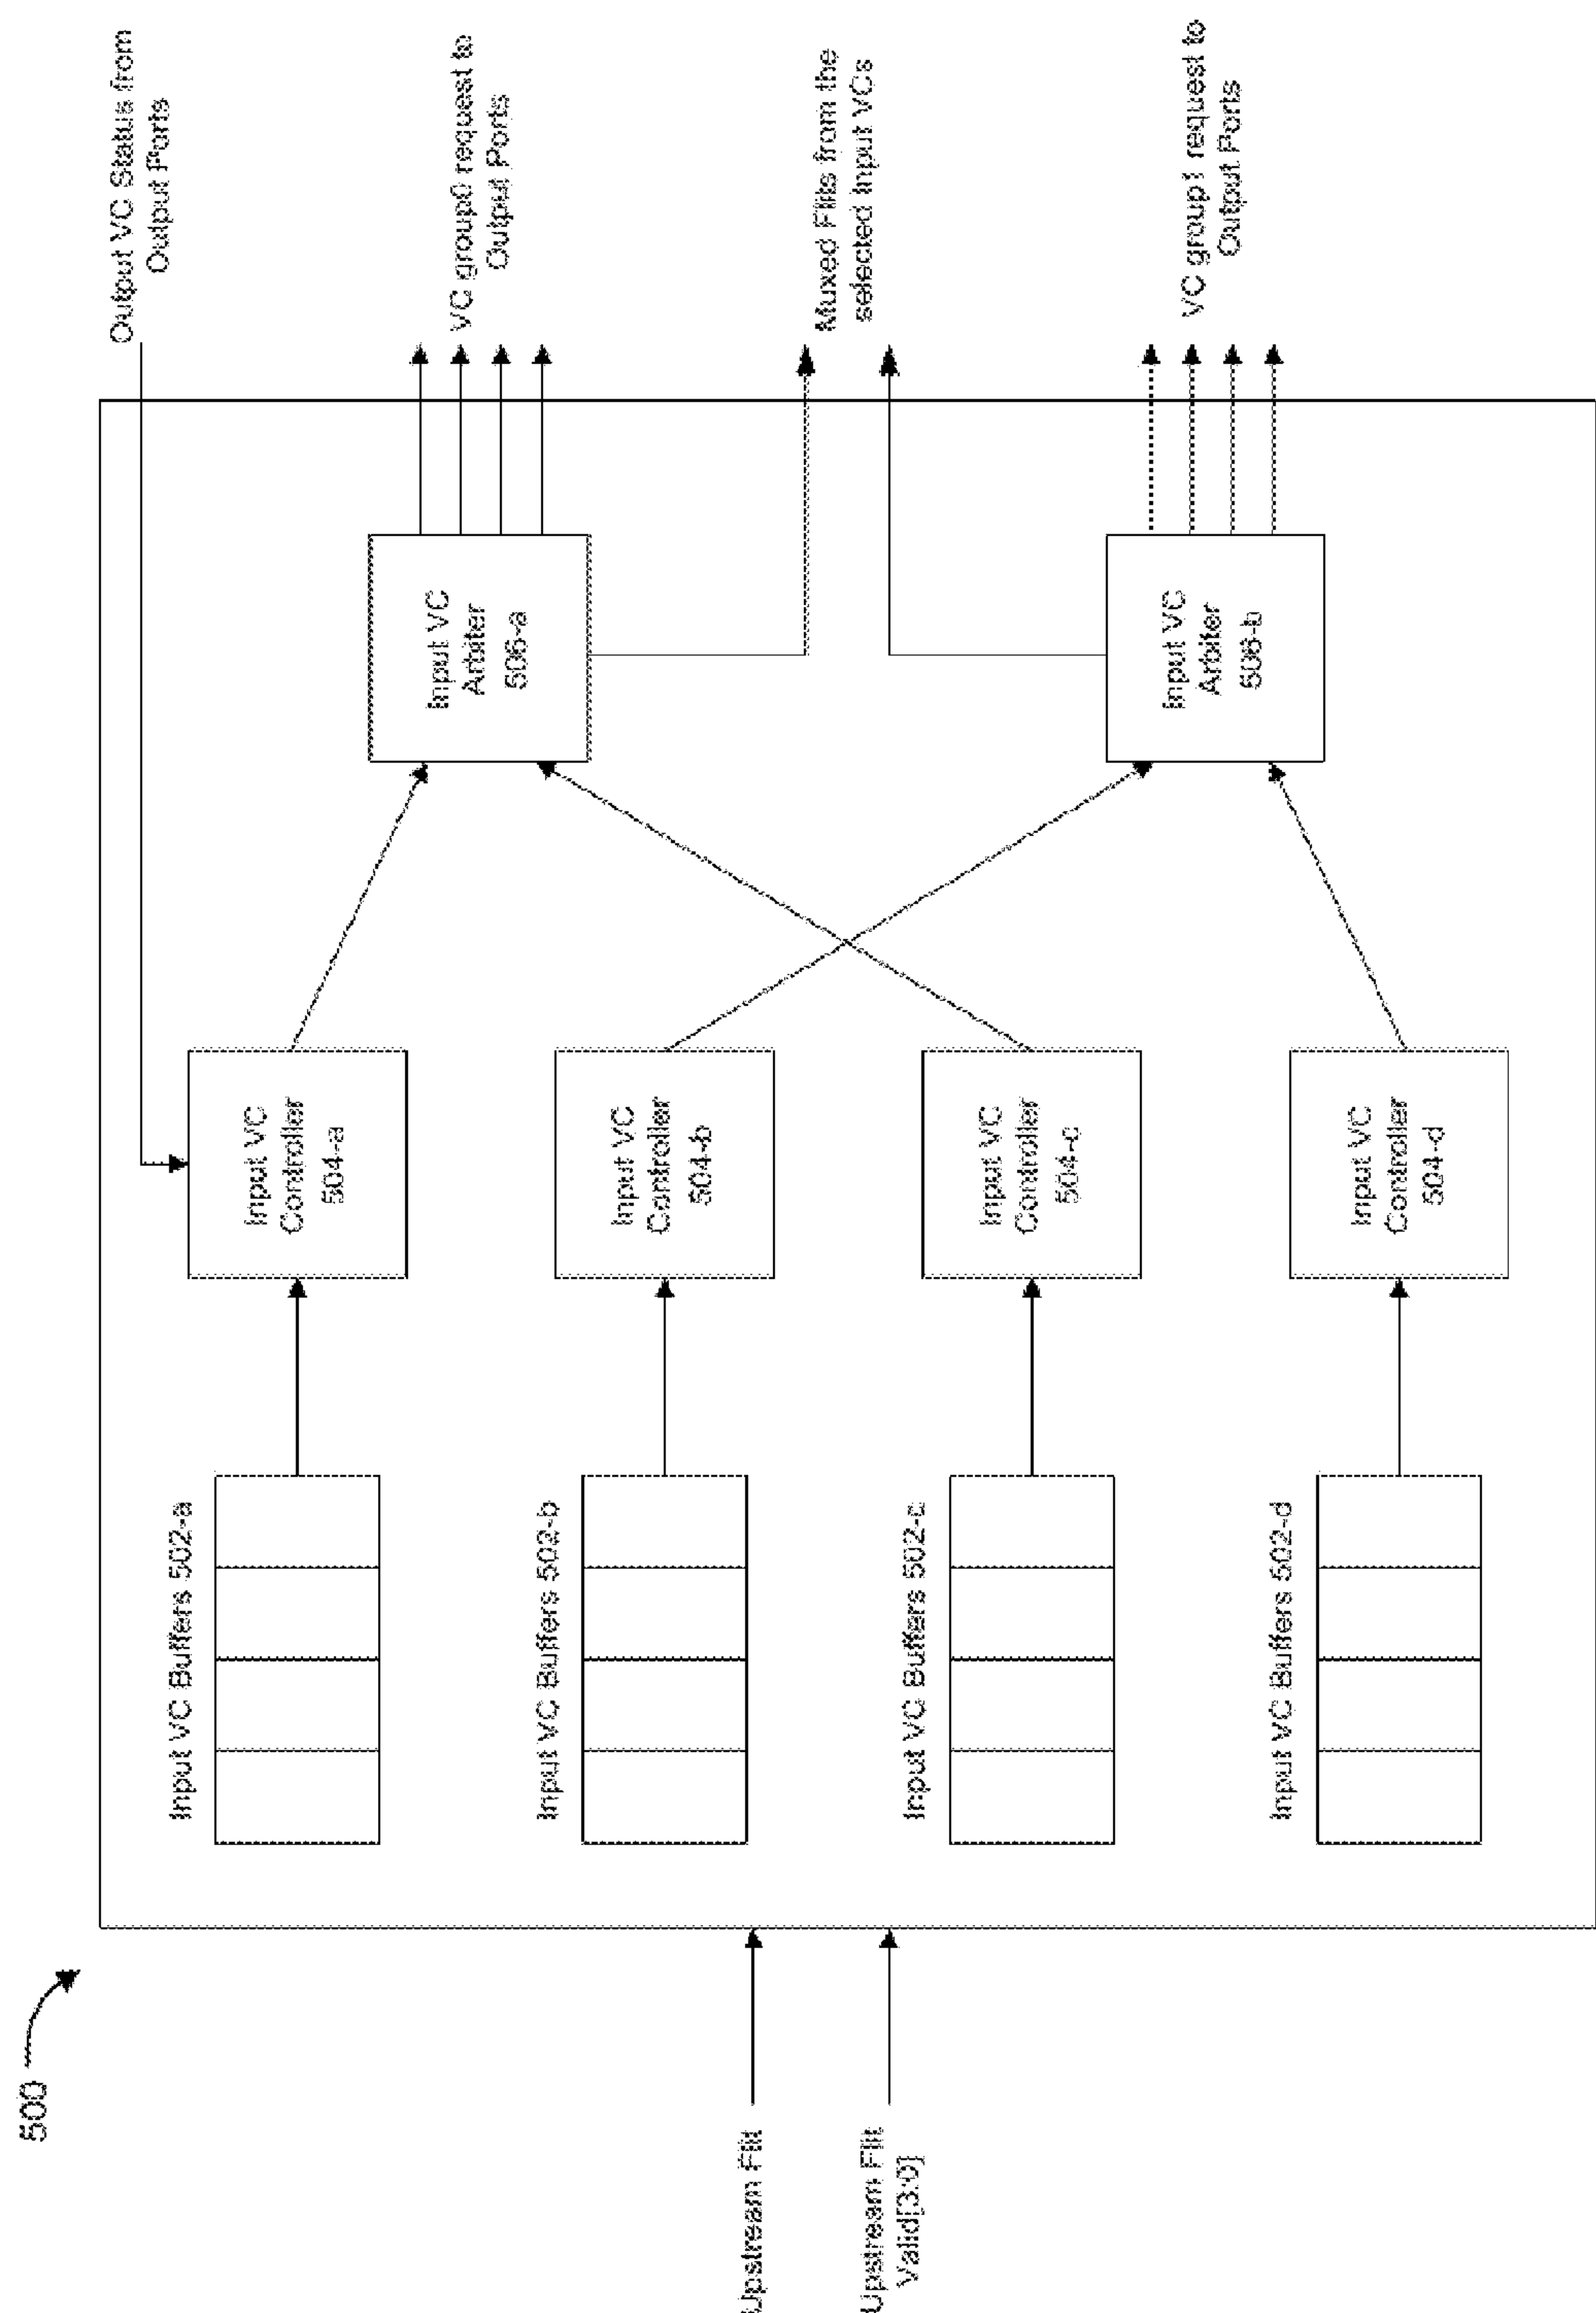 500
Output VC Status from
Output Ports
Input VC Buffers 502-a
Input VC
Controller
504-a
Input VC
Arbiter
506-a
VC group0 request to
Output Ports
Input VC Buffers 502-b
Input VC
Controller
504-b
Upstream Flit
Muxed Flits from the
selected Input VCs
Upstream Flit
Valid[3:0]
Input VC Buffers 502-c
Input VC
Controller
504-c
Input VC
Arbiter
506-b
VC group1 request to
Output Ports
Input VC Buffers 502-d
Input VC
Controller
504-d